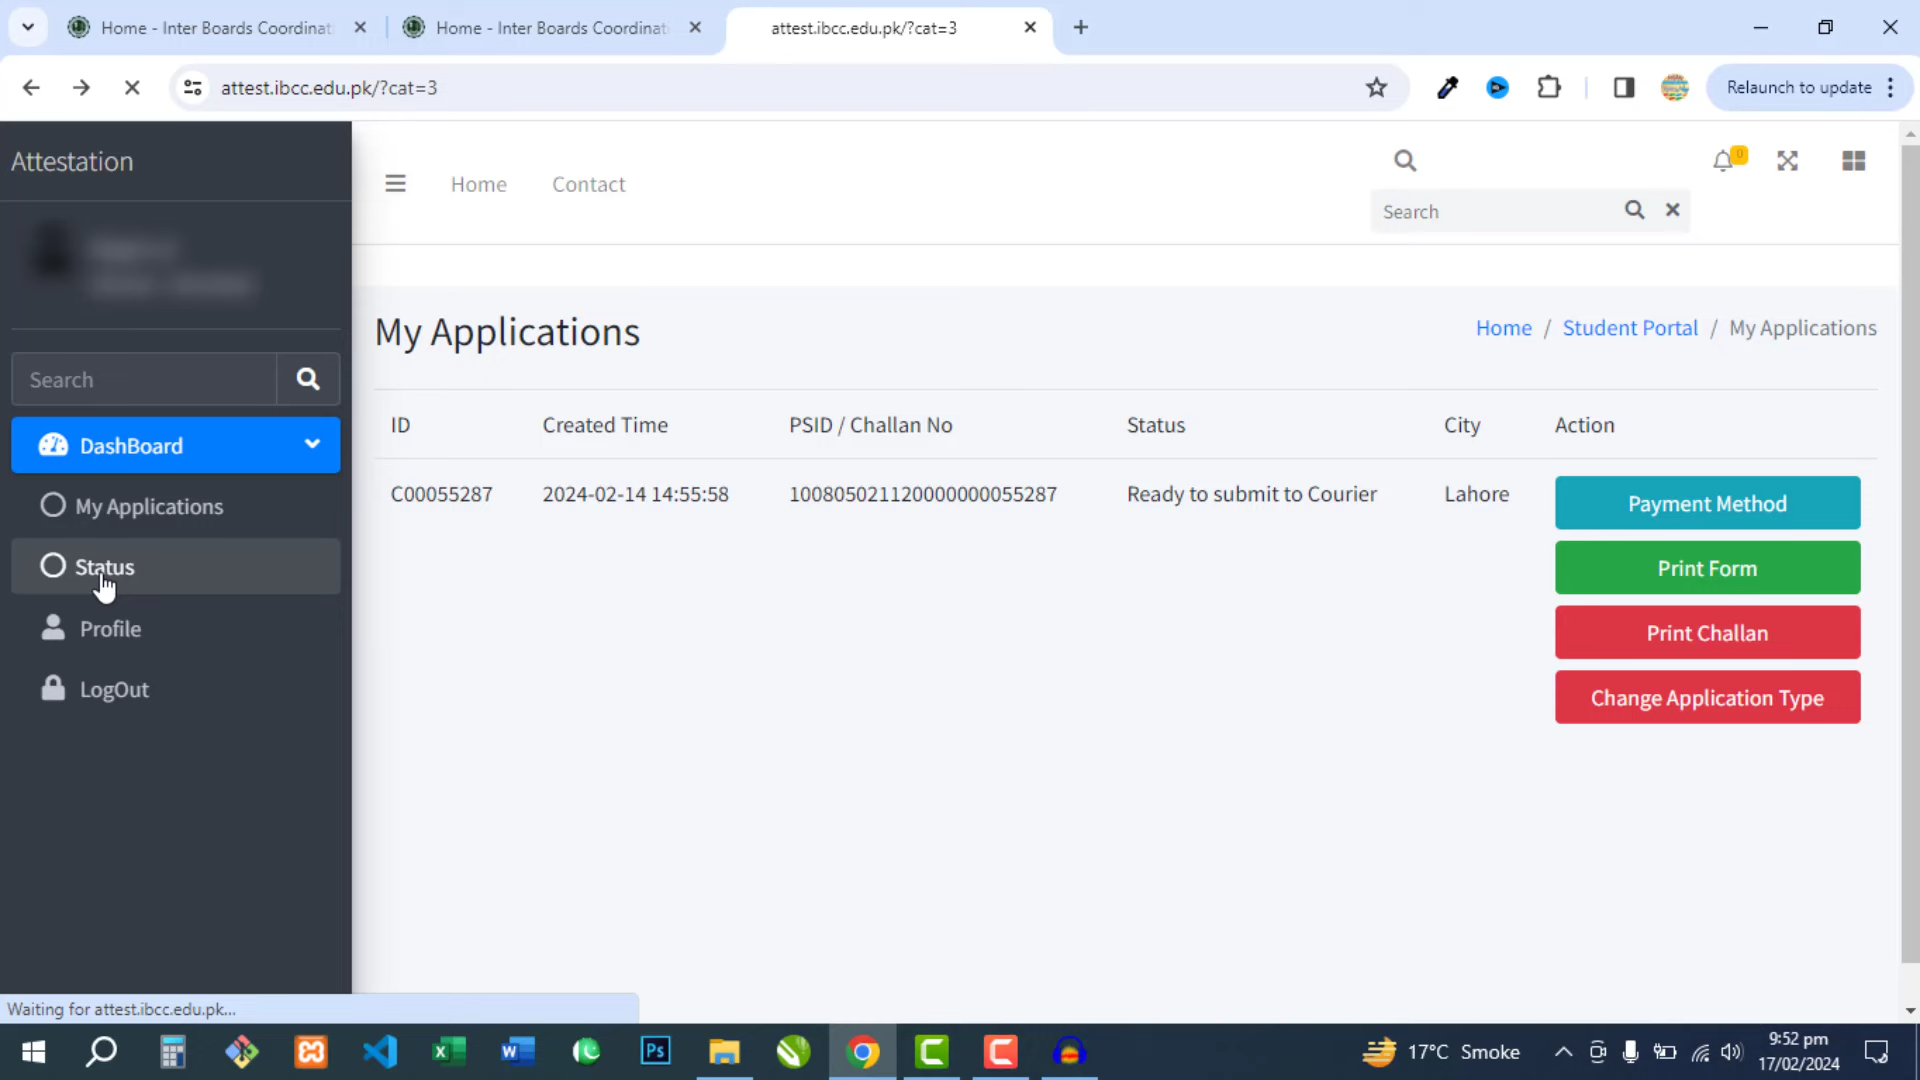 Home - Inter Boards Coordinat
Home - Inter Boards Coordinat
attest.ibcc.edu.pk/?cat=3
attest.ibcc.edu.pk/?cat=3
Relaunch to update
Attestation
Home
Contact
0
Search
My Applications
Home / Student Portal / My Applications
Search
DashBoard
My Applications
Status
Profile
LogOut
ID
Created Time
PSID / Challan No
Status
City
Action
C00055287
2024-02-14 14:55:58
100805021120000000055287
Ready to submit to Courier
Lahore
Payment Method
Print Form
Print Challan
Change Application Type
Waiting for attest.ibcc.edu.pk...
Ps
17°C Smoke
9:52 pm
17/02/2024